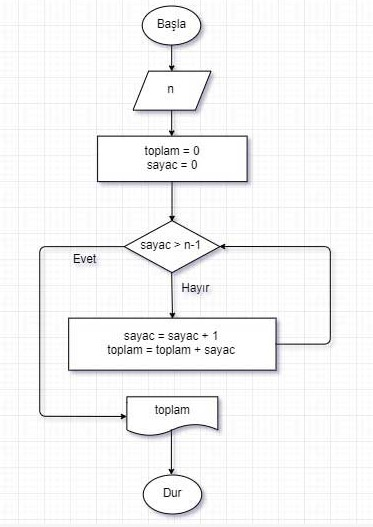 Başla
n
toplam = 0
sayac = 0
sayac > n-1
Evet
Hayır
sayac = sayac + 1
toplam = toplam + sayac
toplam
Dur